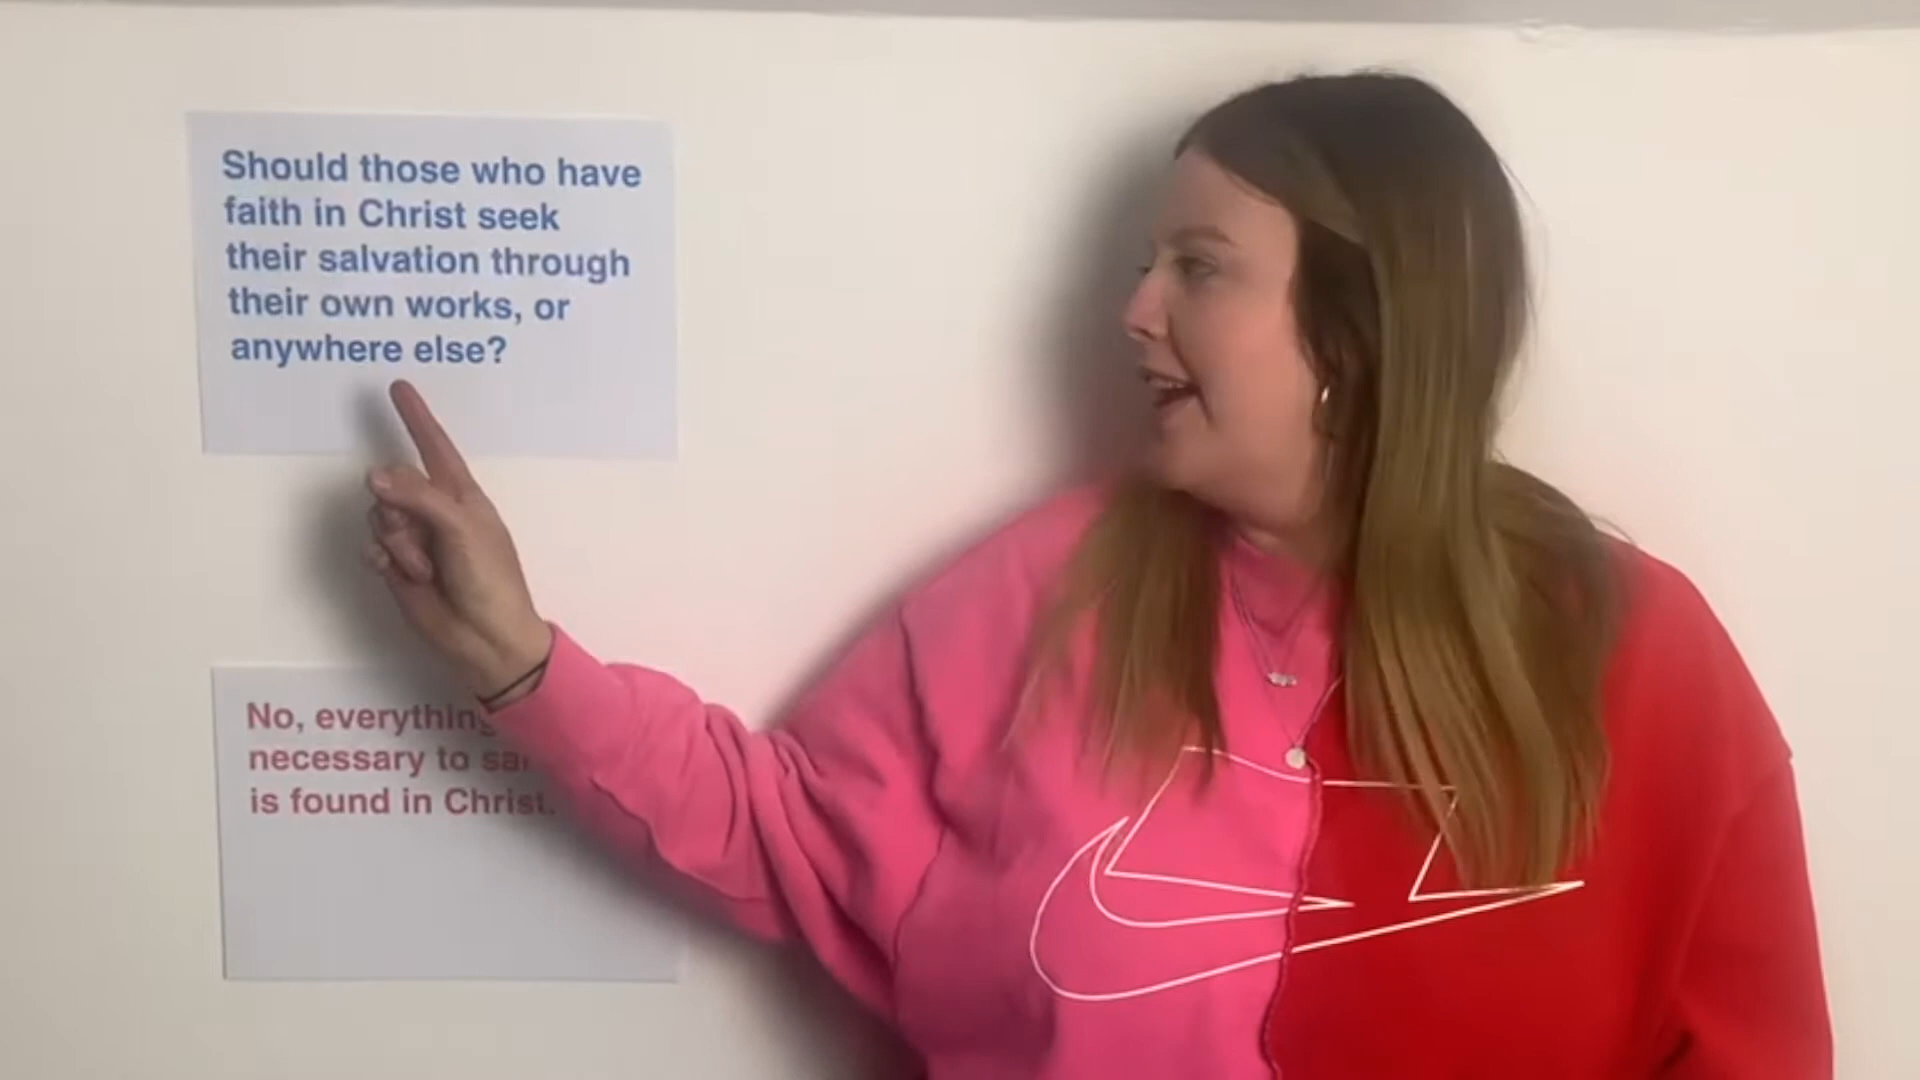 Should those who have
faith in Christ seek
their salvation through
their own works, or
anywhere else?
No, everything
necessary to
is found in Christ.